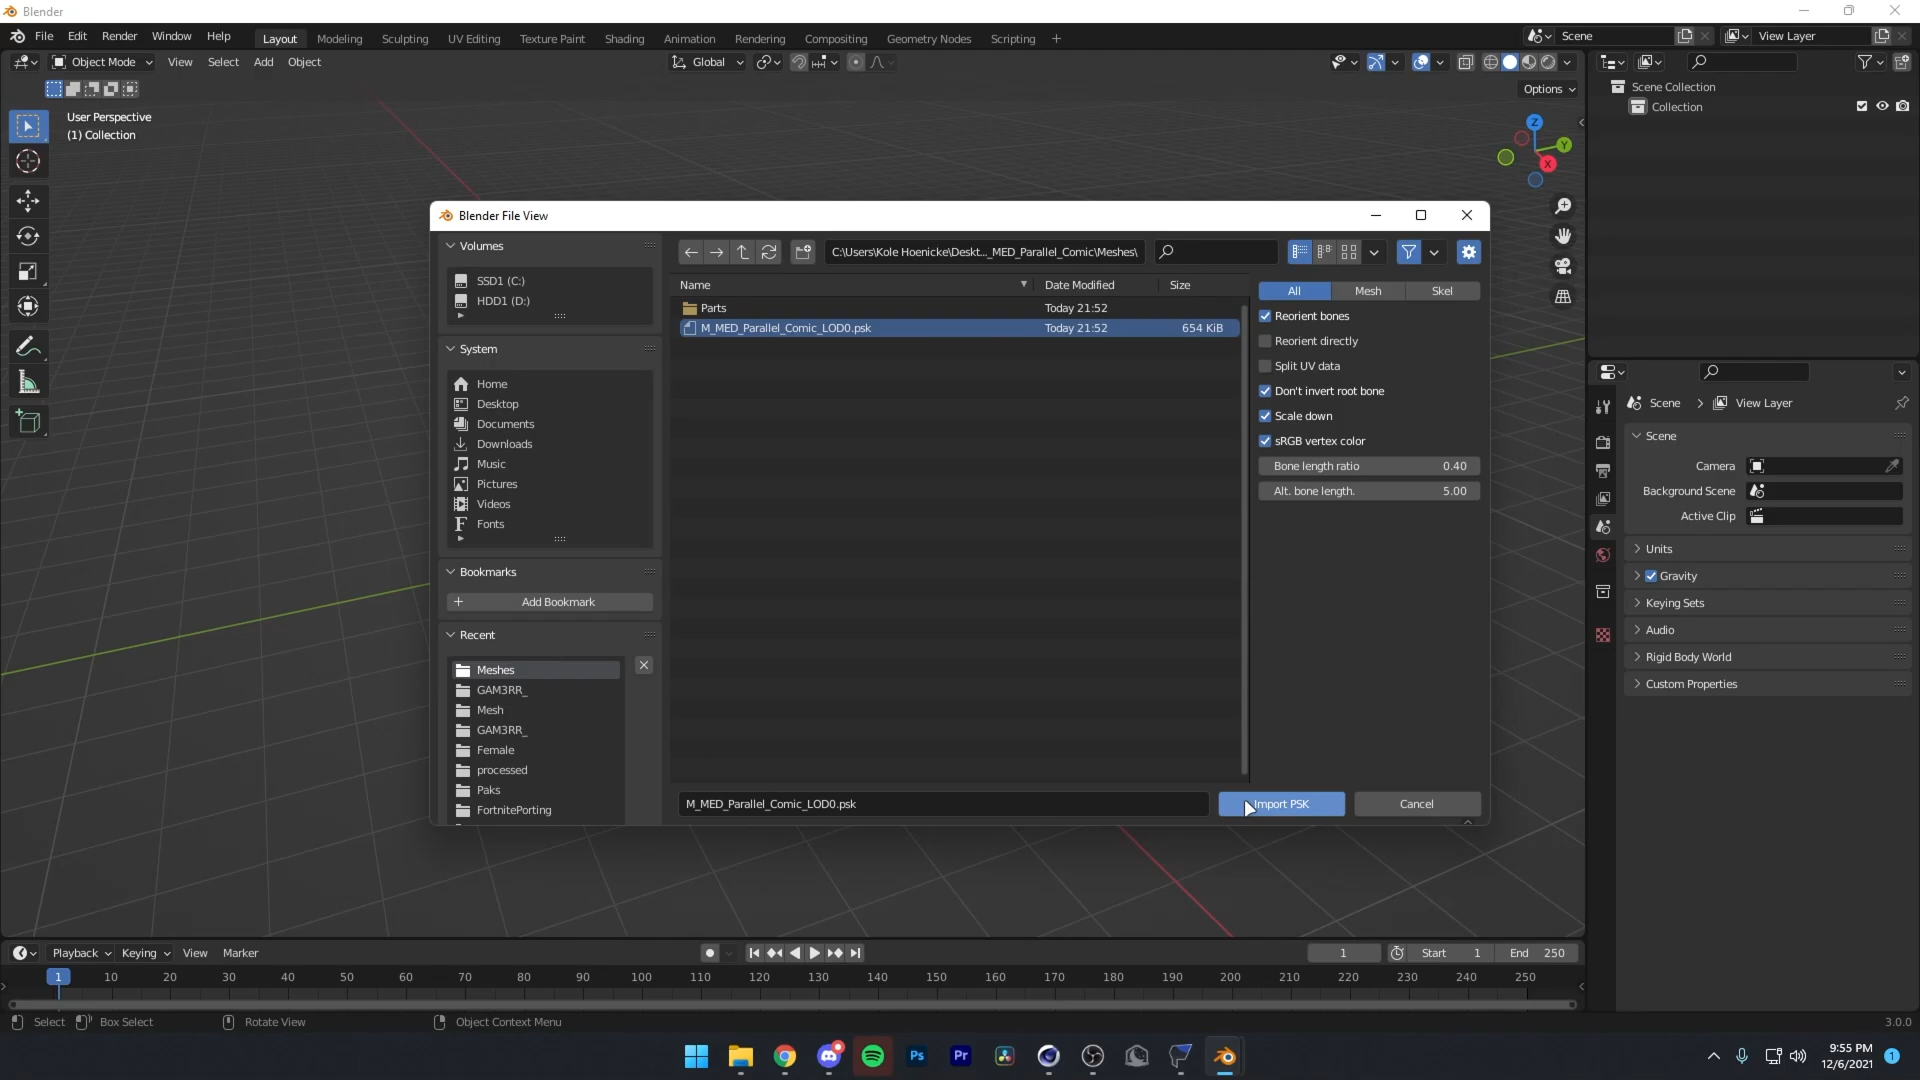 Blender
File Edit Render Window Help Layout Modeling Sculpting UV Editing Texture Paint Shading Animation Rendering Compositing Geometry Nodes Scripting + Scene View Layer
Object Mode View Select Add Object Global
Options
User Perspective
(1) Collection
Z
Y
X
Scene Collection
Collection
Blender File View
Volumes
SSD1 (C:)
HDD1 (D:)
System
Home
Desktop
Documents
Downloads
Music
Pictures
Videos
Fonts
Bookmarks
Add Bookmark
Recent
Meshes
GAM3RR_
Mesh
GAM3RR_
Female
processed
Paks
FortnitePorting
C:\Users\Kole Hoenicke\Deskt..._MED_Parallel_Comic\Meshes\
Name Date Modified Size
Parts Today 21:52
M_MED_Parallel_Comic_LOD0.psk Today 21:52 654 KiB
All Mesh Skel
Reorient bones
Reorient directly
Split UV data
Don't invert root bone
Scale down
sRGB vertex color
Bone length ratio 0.40
Alt. bone length. 5.00
M_MED_Parallel_Comic_LOD0.psk Import PSK Cancel
Scene > View Layer
Scene
Camera
Background Scene
Active Clip
Units
Gravity
Keying Sets
Audio
Rigid Body World
Custom Properties
Playback Keying View Marker 1 Start 1 End 250
1 10 20 30 40 50 60 70 80 90 100 110 120 130 140 150 160 170 180 190 200 210 220 230 240 250
Select Box Select Rotate View Object Context Menu 3.0.0
Ps Pr
9:55 PM
12/6/2021
1